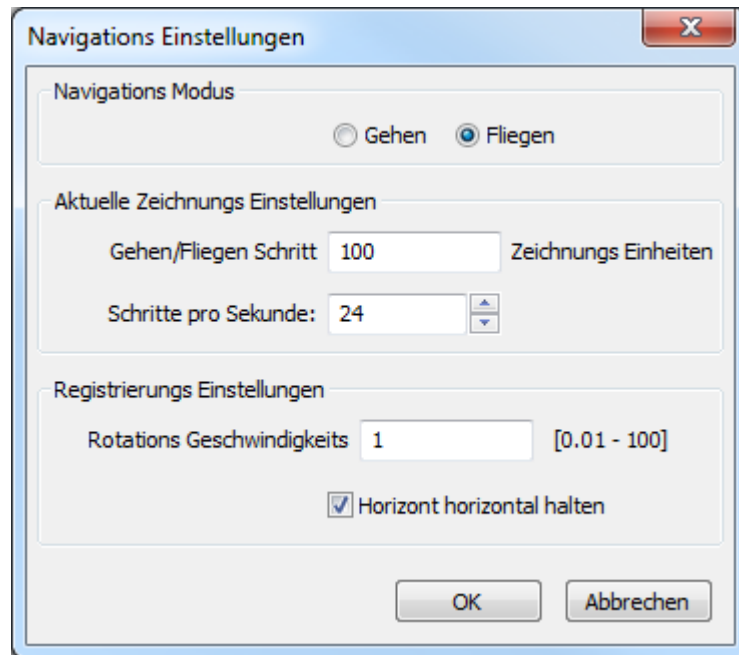 Navigations Einstellungen
Navigations Modus
Gehen Fliegen
Aktuelle Zeichnungs Einstellungen
Gehen/Fliegen Schritt 100 Zeichnungs Einheiten
Schritte pro Sekunde: 24
Registrierungs Einstellungen
Rotations Geschwindigkeits 1 [0.01 - 100]
Horizont horizontal halten
OK Abbrechen